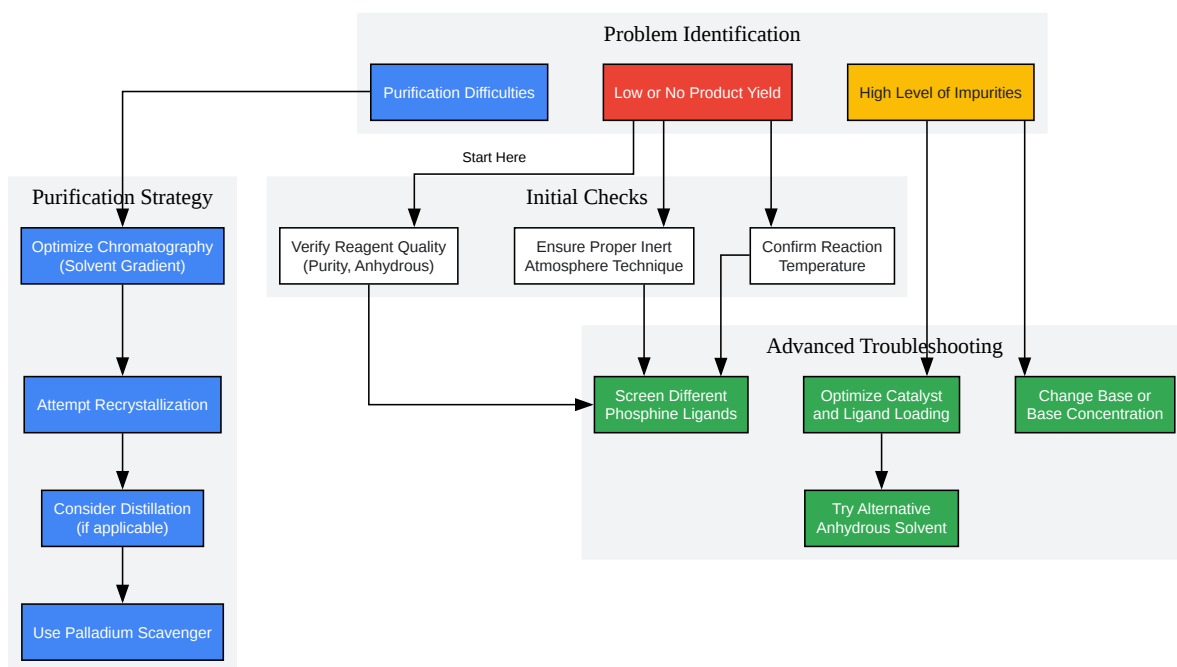 Problem Identification
Purification Difficulties
Low or No Product Yield
High Level of Impurities
Start Here
Purification Strategy
Initial Checks
Optimize Chromatography
(Solvent Gradient)
Verify Reagent Quality
(Purity, Anhydrous)
Ensure Proper Inert
Atmosphere Technique
Confirm Reaction
Temperature
Advanced Troubleshooting
Attempt Recrystallization
Screen Different
Phosphine Ligands
Optimize Catalyst
and Ligand Loading
Change Base or
Base Concentration
Consider Distillation
(if applicable)
Try Alternative
Anhydrous Solvent
Use Palladium Scavenger